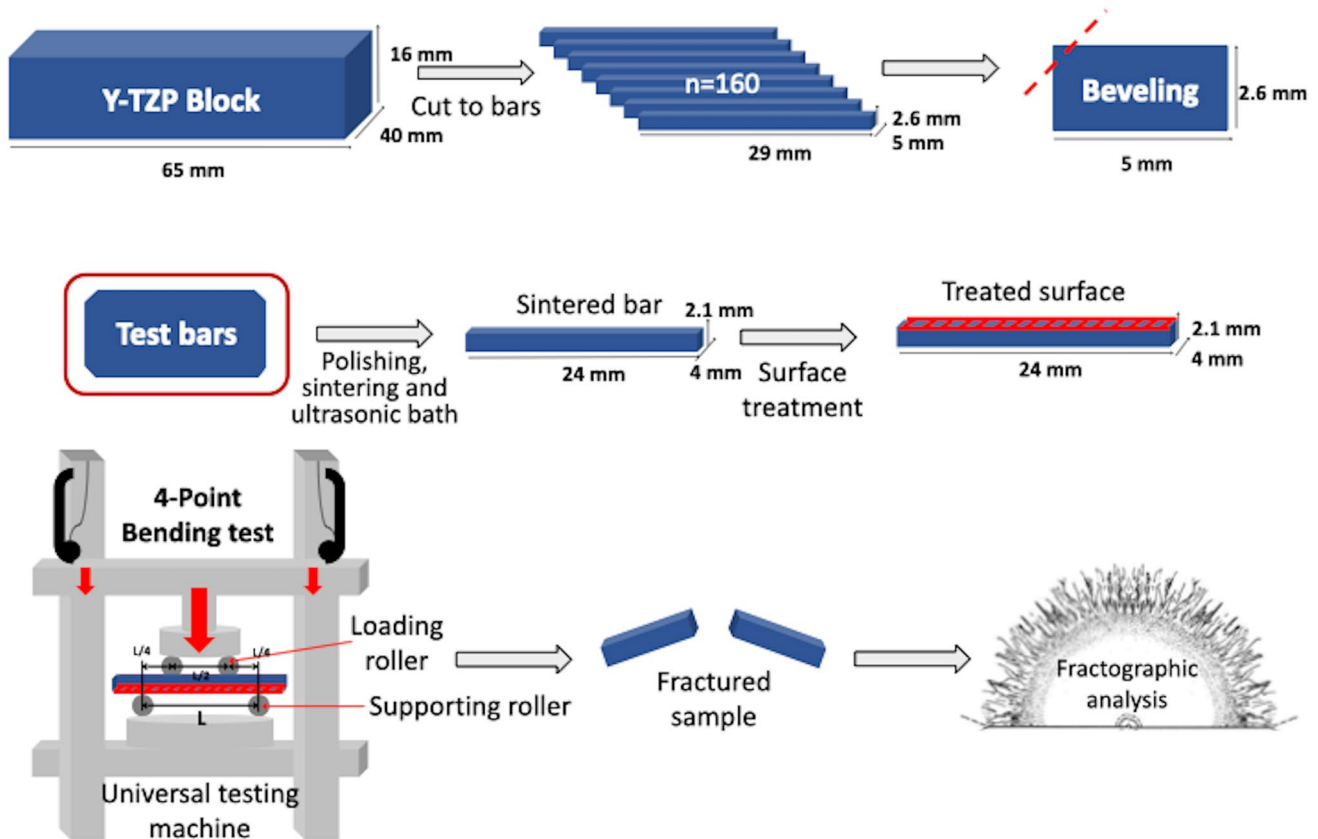 Y-TZP Block
16 mm
40 mm
65 mm
Cut to bars
n=160
2.6 mm
5 mm
29 mm
Beveling
2.6 mm
5 mm
Test bars
Polishing,
sintering and
ultrasonic bath
Sintered bar
2.1 mm
4 mm
24 mm
Surface
treatment
Treated surface
2.1 mm
4 mm
24 mm
4-Point
Bending test
L/4
L/4
L/2
L
Loading
roller
Supporting roller
Universal testing
machine
Fractured
sample
Fractographic
analysis